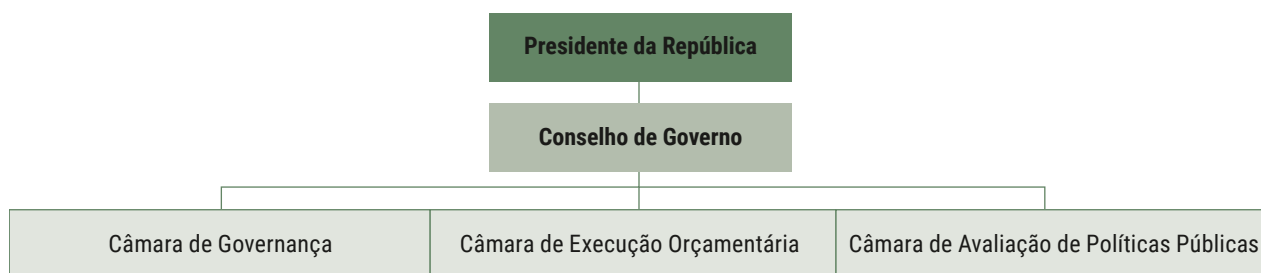 Presidente da República
Conselho de Governo
Câmara de Governança
Câmara de Execução Orçamentária
Câmara de Avaliação de Políticas Públicas